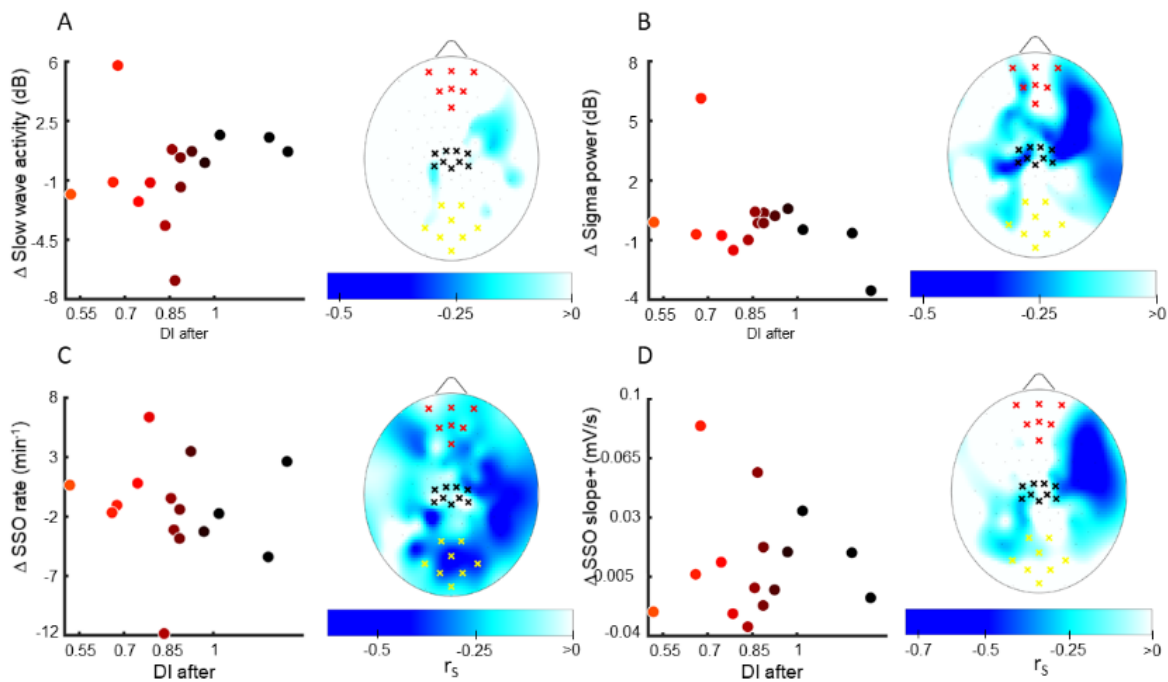 A
Δ Slow wave activity (dB)
6
2.5
-1
-4.5
-8
0.55 0.7 0.85 1
DI after
-0.5 -0.25 >0
B
Δ Sigma power (dB)
8
5
2
-1
-4
0.55 0.7 0.85 1
DI after
-0.5 -0.25 >0
C
Δ SSO rate (min⁻¹)
8
3
-2
-7
-12
0.55 0.7 0.85 1
DI after
-0.5 -0.25 >0
rS
D
Δ SSO slope+ (mV/s)
0.1
0.065
0.03
0.005
-0.04
0.55 0.7 0.85 1
DI after
-0.7 -0.5 -0.25 >0
rS